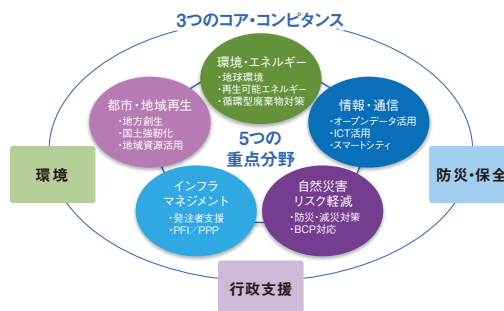 3つのコア・コンピタンス
環境・エネルギー
・地球環境
・再生可能エネルギー
・循環型廃棄物対策
都市・地域再生
・地方創生
・国土強靭化
・地域資源活用
情報・通信
・オープンデータ活用
・ICT活用
・スマートシティ
5つの
重点分野
環境
防災・保全
インフラ
マネジメント
・発注者支援
・PFI／PPP
自然災害
リスク軽減
・防災・減災対策
・BCP対応
行政支援